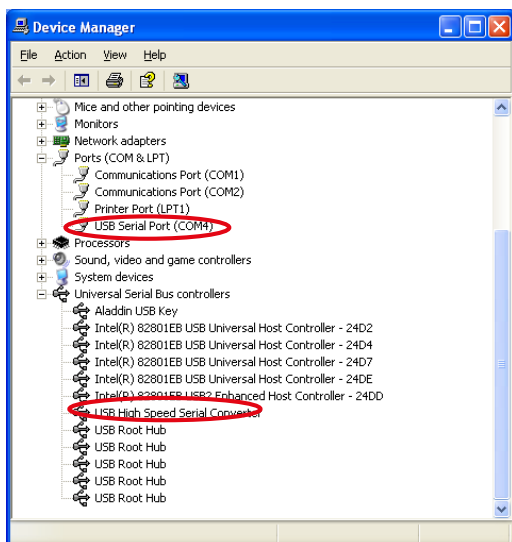 Device Manager
File Action View Help
Mice and other pointing devices
Monitors
Network adapters
Ports (COM & LPT)
Communications Port (COM1)
Communications Port (COM2)
Printer Port (LPT1)
USB Serial Port (COM4)
Processors
Sound, video and game controllers
System devices
Universal Serial Bus controllers
Aladdin USB Key
Intel(R) 82801EB USB Universal Host Controller - 24D2
Intel(R) 82801EB USB Universal Host Controller - 24D4
Intel(R) 82801EB USB Universal Host Controller - 24D7
Intel(R) 82801EB USB Universal Host Controller - 24DE
Intel(R) 82801EB USB2 Enhanced Host Controller - 24DD
USB High Speed Serial Converter
USB Root Hub
USB Root Hub
USB Root Hub
USB Root Hub
USB Root Hub